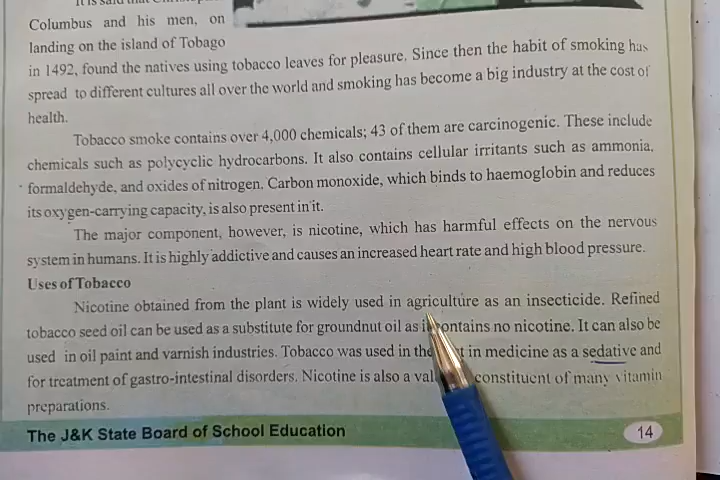 It is said that
Columbus and his men, on
landing on the island of Tobago
in 1492, found the natives using tobacco leaves for pleasure. Since then the habit of smoking has
spread to different cultures all over the world and smoking has become a big industry at the cost of
health.
Tobacco smoke contains over 4,000 chemicals; 43 of them are carcinogenic. These include
chemicals such as polycyclic hydrocarbons. It also contains cellular irritants such as ammonia,
formaldehyde, and oxides of nitrogen. Carbon monoxide, which binds to haemoglobin and reduces
its oxygen-carrying capacity, is also present in it.
The major component, however, is nicotine, which has harmful effects on the nervous
system in humans. It is highly addictive and causes an increased heart rate and high blood pressure.
Uses of Tobacco
Nicotine obtained from the plant is widely used in agriculture as an insecticide. Refined
tobacco seed oil can be used as a substitute for groundnut oil as contains no nicotine. It can also be
used in oil paint and varnish industries. Tobacco was used in the in medicine as a sedative and
for treatment of gastro-intestinal disorders. Nicotine is also a constituent of many vitamin
preparations.
The J&K State Board of School Education 14